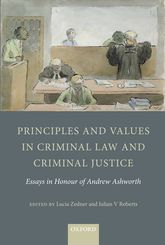 PRINCIPLES AND VALUES
IN CRIMINAL LAW AND
CRIMINAL JUSTICE
Essays in Honour of Andrew Ashworth
EDITED BY Lucia Zedner and Julian V Roberts
OXFORD